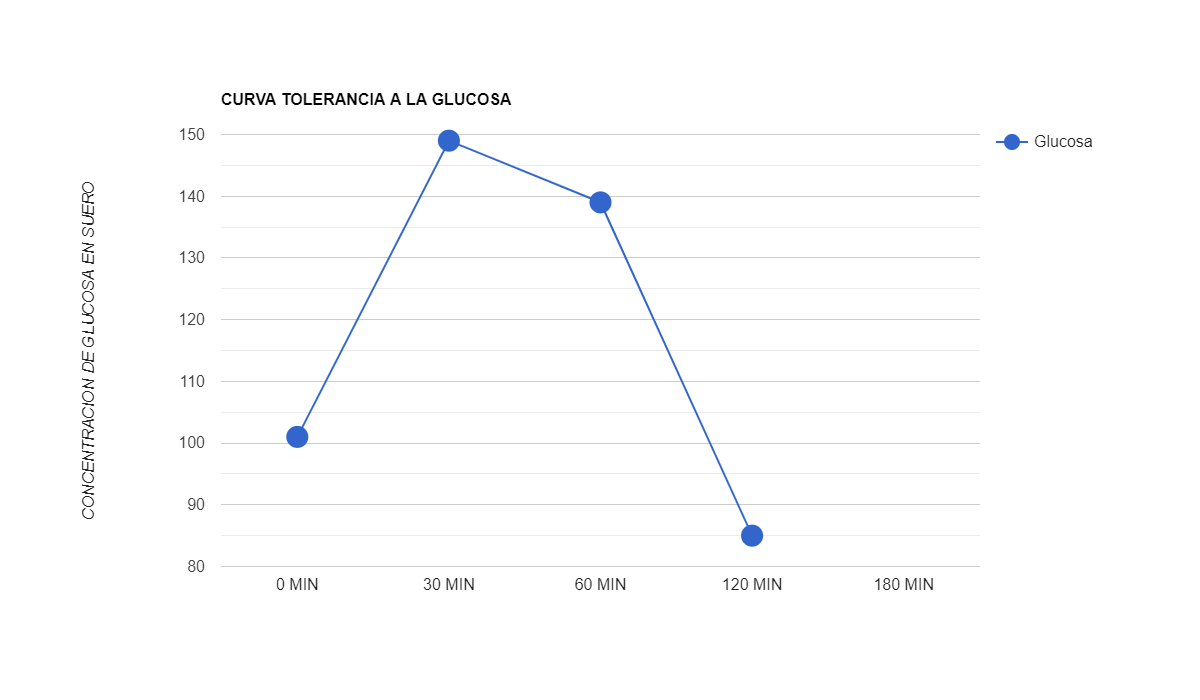 CURVA TOLERANCIA A LA GLUCOSA
150
140
130
120
110
100
90
80
CONCENTRACION DE GLUCOSA EN SUERO
0 MIN
30 MIN
60 MIN
120 MIN
180 MIN
Glucosa